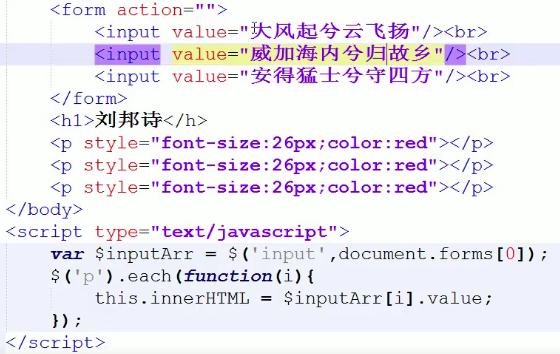 <form action="">
<input value="大风起兮云飞扬"/><br>
<input value="威加海内兮归故乡"/><br>
<input value="安得猛士兮守四方"/><br>
</form>
<h1>刘邦诗</h>
<p style="font-size:26px;color:red"></p>
<p style="font-size:26px;color:red"></p>
<p style="font-size:26px;color:red"></p>
</body>
<script type="text/javascript">
var $inputArr = $('input',document.forms[0]);
$('p').each(function(i){
this.innerHTML = $inputArr[i].value;
});
</script>